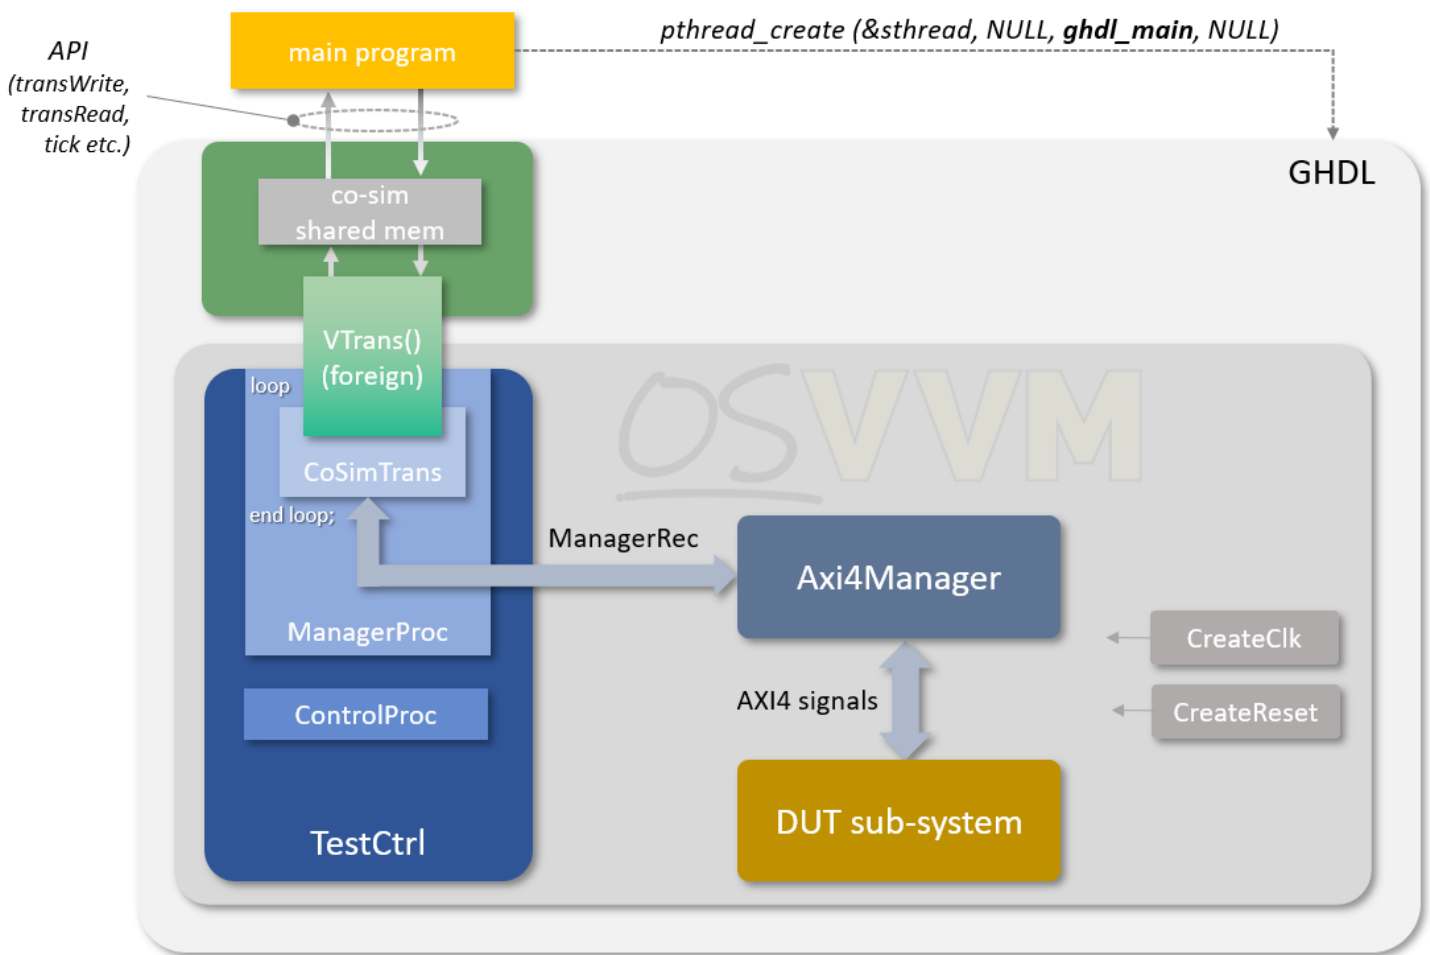 pthread_create (&sthread, NULL, ghdl_main, NULL)
main program
API
(transWrite,
transRead,
tick etc.)
GHDL
co-sim
shared mem
VTrans()
(foreign)
loop
CoSimTrans
end loop;
OSVVM
ManagerRec
Axi4Manager
ManagerProc
CreateClk
AXI4 signals
CreateReset
ControlProc
DUT sub-system
TestCtrl